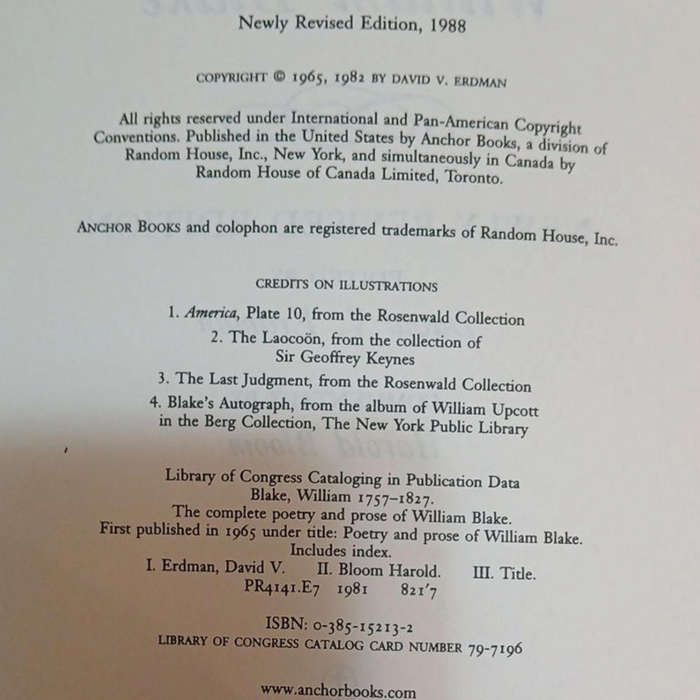 Newly Revised Edition, 1988
COPYRIGHT © 1965, 1982 BY DAVID V. ERDMAN
All rights reserved under International and Pan-American Copyright
Conventions. Published in the United States by Anchor Books, a division of
Random House, Inc., New York, and simultaneously in Canada by
Random House of Canada Limited, Toronto.
ANCHOR BOOKS and colophon are registered trademarks of Random House, Inc.
CREDITS ON ILLUSTRATIONS
1. America, Plate 10, from the Rosenwald Collection
2. The Laocoön, from the collection of
Sir Geoffrey Keynes
3. The Last Judgment, from the Rosenwald Collection
4. Blake's Autograph, from the album of William Upcott
in the Berg Collection, The New York Public Library
Library of Congress Cataloging in Publication Data
Blake, William 1757–1827.
The complete poetry and prose of William Blake.
First published in 1965 under title: Poetry and prose of William Blake.
Includes index.
I. Erdman, David V. II. Bloom Harold. III. Title.
PR4141.E7 1981 821'7
ISBN: 0-385-15213-2
LIBRARY OF CONGRESS CATALOG CARD NUMBER 79-7196
www.anchorbooks.com